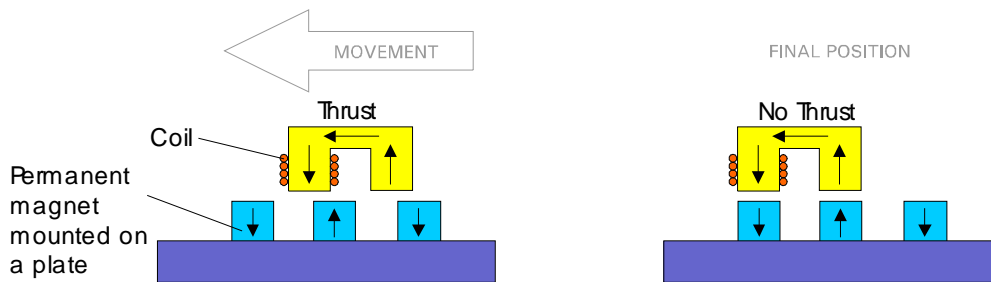 MOVEMENT
FINAL POSITION
Thrust
No Thrust
Coil
Permanent
magnet
mounted on
a plate